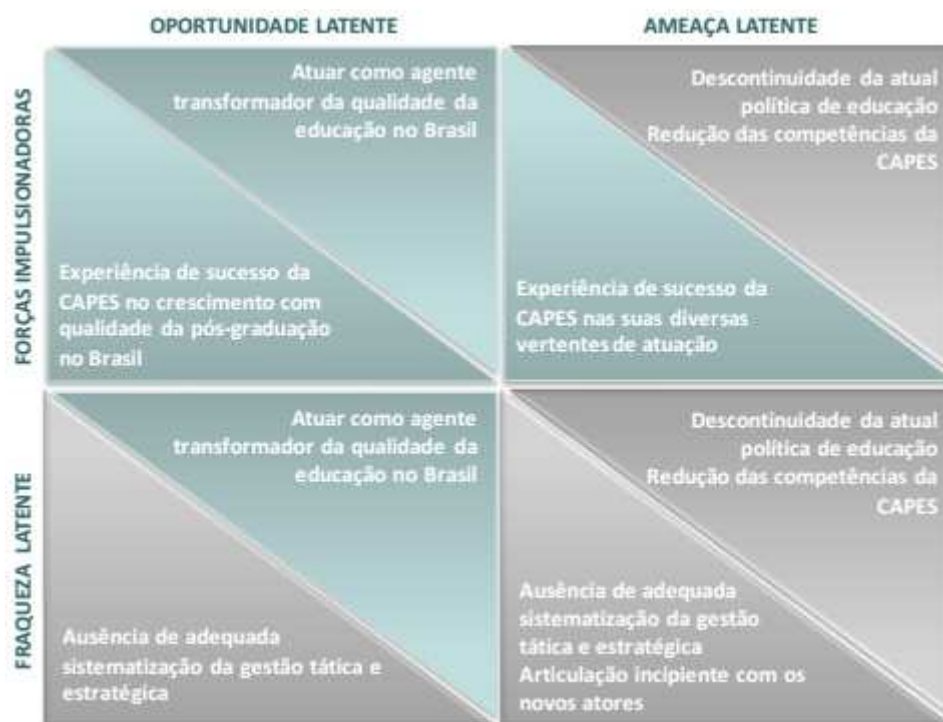 OPORTUNIDADE LATENTE
AMEAÇA LATENTE
FORÇAS IMPULSIONADORAS
Atuar como agente
transformador da qualidade da
educação no Brasil
Experiência de sucesso da
CAPES no crescimento com
qualidade da pós-graduação
no Brasil
Descontinuidade da atual
política de educação
Redução das competências da
CAPES
Experiência de sucesso da
CAPES nas suas diversas
vertentes de atuação
FRAQUEZA LATENTE
Atuar como agente
transformador da qualidade da
educação no Brasil
Ausência de adequada
sistematização da gestão tática e
estratégica
Descontinuidade da atual
política de educação
Redução das competências da
CAPES
Ausência de adequada
sistematização da gestão
tática e estratégica
Articulação incipiente com os
novos atores